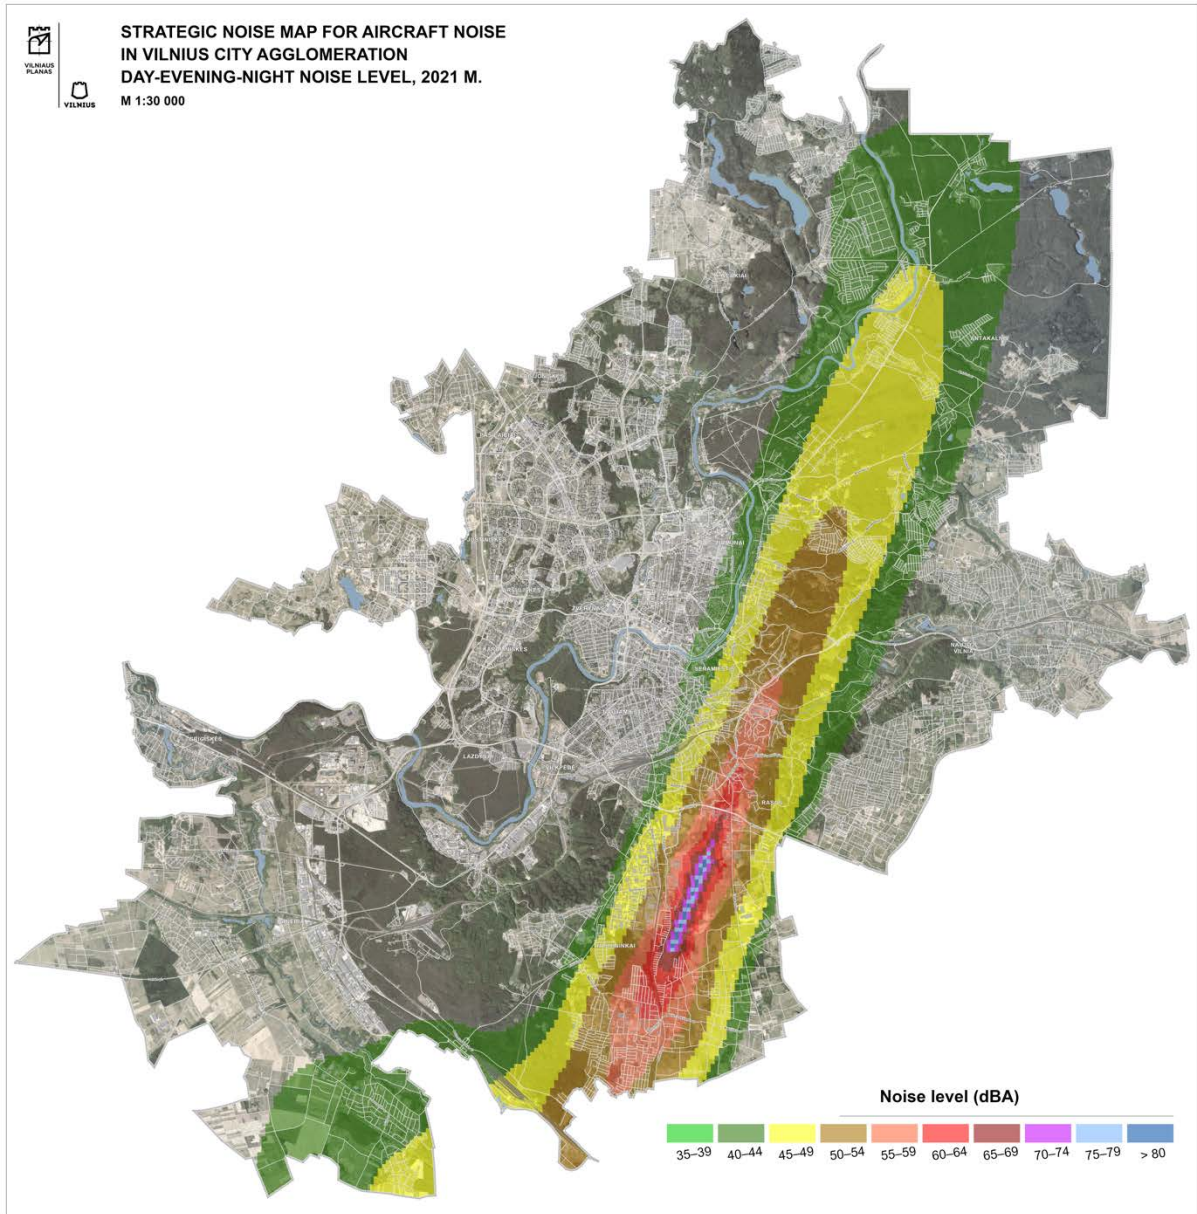 STRATEGIC NOISE MAP FOR AIRCRAFT NOISE
IN VILNIUS CITY AGGLOMERATION
DAY-EVENING-NIGHT NOISE LEVEL, 2021 M.
M 1:30 000
VILNIAUS
PLANAS
VILNIUS
ANTAKALNIS
LAZDYNAI
RASOS
NAUJOJI
VILNIA
Noise level (dBA)
35–39 40–44 45–49 50–54 55–59 60–64 65–69 70–74 75–79 > 80